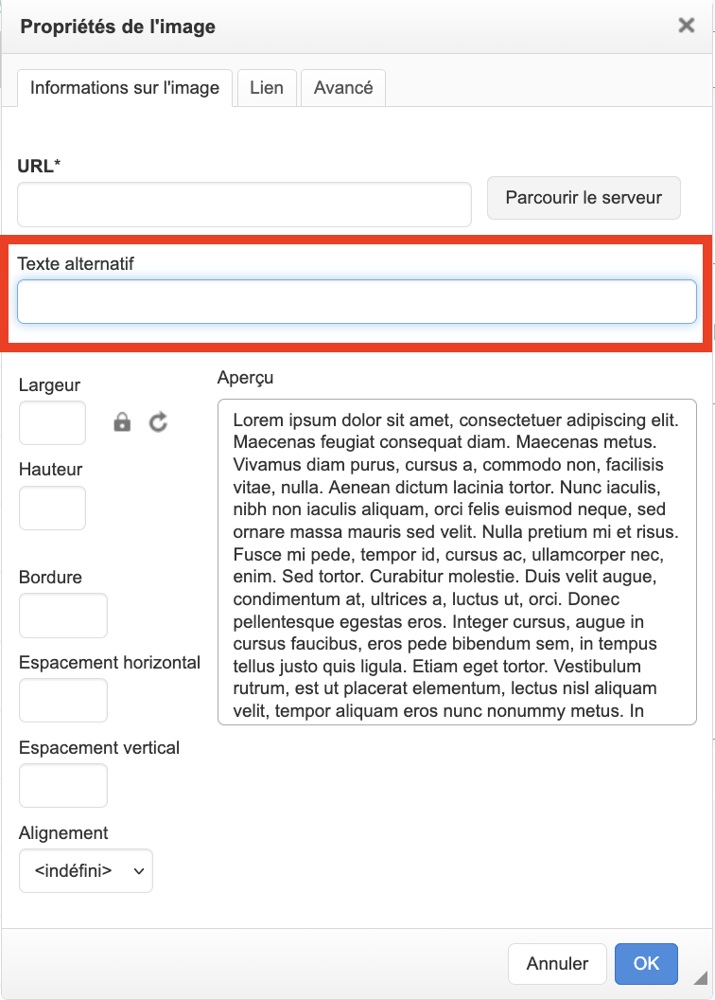 Propriétés de l'image
Informations sur l'image
Lien
Avancé
URL*
Parcourir le serveur
Texte alternatif
Largeur
Hauteur
Bordure
Espacement horizontal
Espacement vertical
Alignement
<indéfini>
Aperçu
Lorem ipsum dolor sit amet, consectetuer adipiscing elit.
Maecenas feugiat consequat diam. Maecenas metus.
Vivamus diam purus, cursus a, commodo non, facilisis
vitae, nulla. Aenean dictum lacinia tortor. Nunc iaculis,
nibh non iaculis aliquam, orci felis euismod neque, sed
ornare massa mauris sed velit. Nulla pretium mi et risus.
Fusce mi pede, tempor id, cursus ac, ullamcorper nec,
enim. Sed tortor. Curabitur molestie. Duis velit augue,
condimentum at, ultrices a, luctus ut, orci. Donec
pellentesque egestas eros. Integer cursus, augue in
cursus faucibus, eros pede bibendum sem, in tempus
tellus justo quis ligula. Etiam eget tortor. Vestibulum
rutrum, est ut placerat elementum, lectus nisl aliquam
velit, tempor aliquam eros nunc nonummy metus. In
Annuler
OK